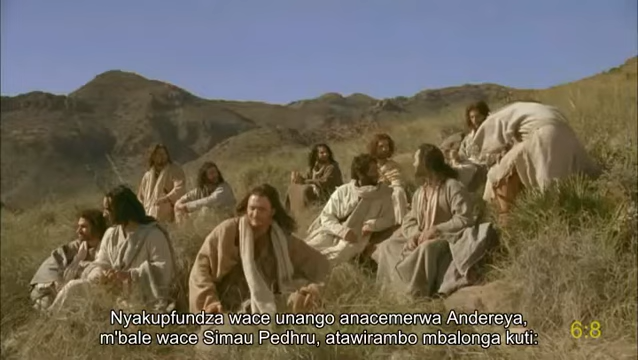 Nyakupfundza wace unango anacemerwa Andereya,
m'bale wace Simau Pedhru, atawirambo mbalonga kuti:
6:8